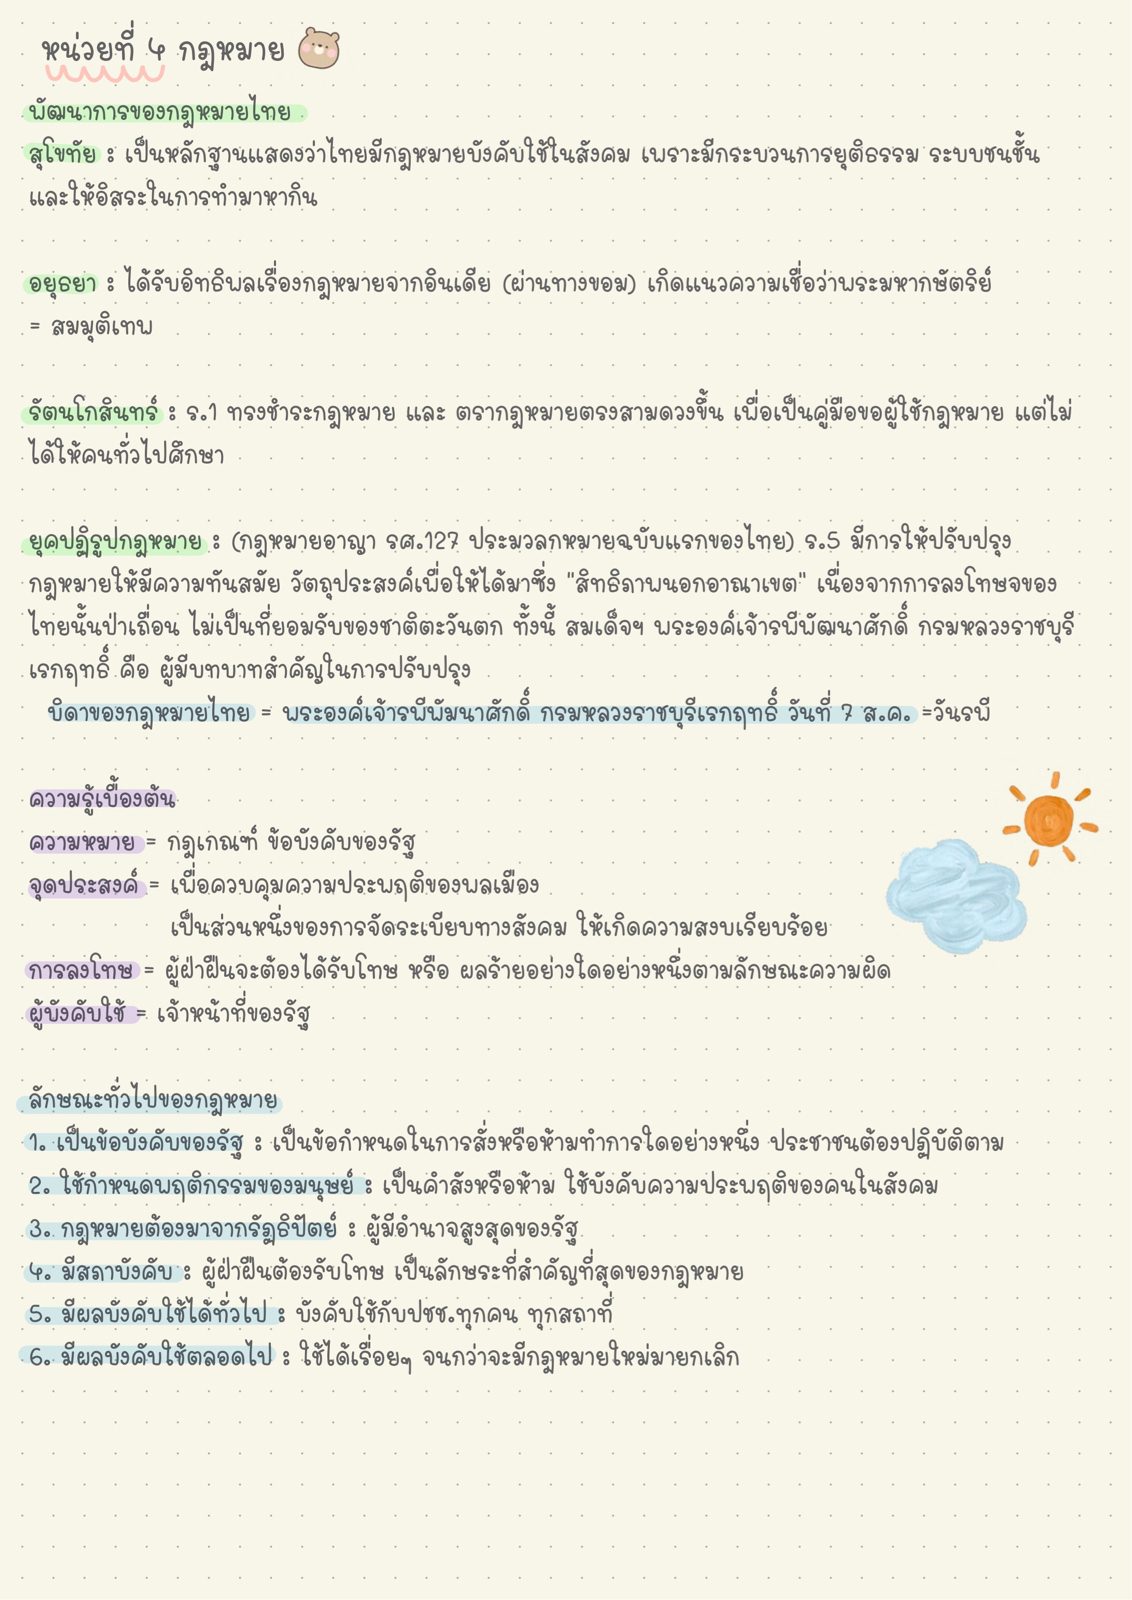 หน่วยที่ 4 กฎหมาย
พัฒนาการของกฎหมายไทย
สุโขทัย : เป็นหลักฐานแสดงว่าไทยมีกฎหมายบังคับใช้ในสังคม เพราะมีกระบวนการยุติธรรม ระบบชนชั้น
และให้อิสระในการทำมาหากิน
อยุธยา : ได้รับอิทธิพลเรื่องกฎหมายจากอินเดีย (ผ่านทางขอม) เกิดแนวความเชื่อว่าพระมหากษัตริย์
= สมมุติเทพ
รัตนโกสินทร์ : ร.1 ทรงชำระกฎหมาย และ ตรากฎหมายตรงสามดวงขึ้น เพื่อเป็นคู่มือขอผู้ใช้กฎหมาย แต่ไม่
ได้ให้คนทั่วไปศึกษา
ยุคปฏิรูปกฎหมาย : (กฎหมายอาญา รศ.127 ประมวลกหมายฉบับแรกของไทย) ร.5 มีการให้ปรับปรุง
กฎหมายให้มีความทันสมัย วัตถุประสงค์เพื่อให้ได้มาซึ่ง "สิทธิภาพนอกอาณาเขต" เนื่องจากการลงโทษจของ
ไทยนั้นป่าเถื่อน ไม่เป็นที่ยอมรับของชาติตะวันตก ทั้งนี้ สมเด็จฯ พระองค์เจ้ารพีพัฒนาศักดิ์ กรมหลวงราชบุรี
เรกฤทธิ์ คือ ผู้มีบทบาทสำคัญในการปรับปรุง
บิดาของกฎหมายไทย = พระองค์เจ้ารพีพัมนาศักดิ์ กรมหลวงราชบุรีเรกฤทธิ์ วันที่ 7 ส.ค. =วันรพี
ความรู้เบื้องต้น
ความหมาย = กฎเกณฑ์ ข้อบังคับของรัฐ
จุดประสงค์ = เพื่อควบคุมความประพฤติของพลเมือง
เป็นส่วนหนึ่งของการจัดระเบียบทางสังคม ให้เกิดความสงบเรียบร้อย
การลงโทษ = ผู้ฝ่าฝืนจะต้องได้รับโทษ หรือ ผลร้ายอย่างใดอย่างหนึ่งตามลักษณะความผิด
ผู้บังคับใช้ = เจ้าหน้าที่ของรัฐ
ลักษณะทั่วไปของกฎหมาย
1. เป็นข้อบังคับของรัฐ : เป็นข้อกำหนดในการสั่งหรือห้ามทำการใดอย่างหนึ่ง ประชาชนต้องปฏิบัติตาม
2. ใช้กำหนดพฤติกรรมของมนุษย์ : เป็นคำสังหรือห้าม ใช้บังคับความประพฤติของคนในสังคม
3. กฎหมายต้องมาจากรัฏธิปัตย์ : ผู้มีอำนาจสูงสุดของรัฐ
4. มีสภาบังคับ : ผู้ฝ่าฝืนต้องรับโทษ เป็นลักษระที่สำคัญที่สุดของกฎหมาย
5. มีผลบังคับใช้ได้ทั่วไป : บังคับใช้กับปชช.ทุกคน ทุกสถาที่
6. มีผลบังคับใช้ตลอดไป : ใช้ได้เรื่อยๆ จนกว่าจะมีกฎหมายใหม่มายกเลิก